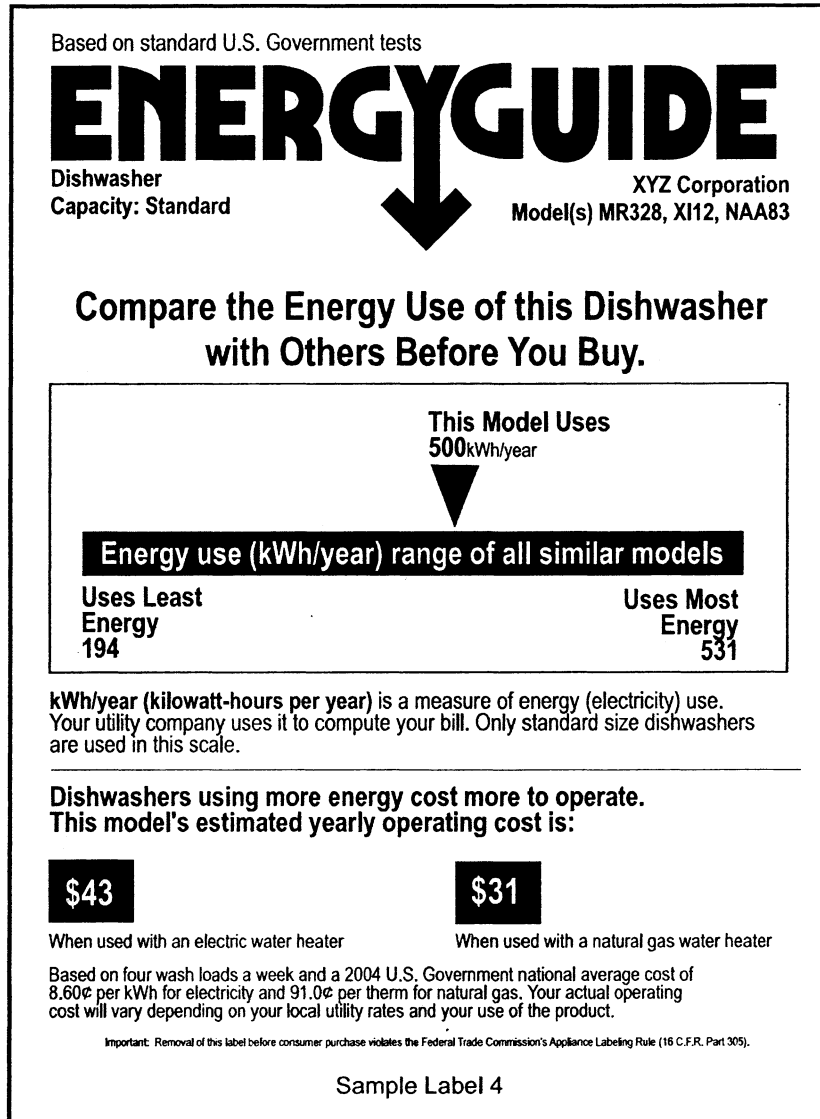 Based on standard U.S. Government tests
ENERGYGUIDE
Dishwasher
Capacity: Standard
XYZ Corporation
Model(s) MR328, XI12, NAA83
Compare the Energy Use of this Dishwasher
with Others Before You Buy.
This Model Uses
500kWh/year
Energy use (kWh/year) range of all similar models
Uses Least
Energy
194
Uses Most
Energy
531
kWh/year (kilowatt-hours per year) is a measure of energy (electricity) use.
Your utility company uses it to compute your bill. Only standard size dishwashers
are used in this scale.
Dishwashers using more energy cost more to operate.
This model's estimated yearly operating cost is:
$43
When used with an electric water heater
$31
When used with a natural gas water heater
Based on four wash loads a week and a 2004 U.S. Government national average cost of
8.60¢ per kWh for electricity and 91.0¢ per therm for natural gas. Your actual operating
cost will vary depending on your local utility rates and your use of the product.
Important: Removal of this label before consumer purchase violates the Federal Trade Commission's Appliance Labeling Rule (16 C.F.R. Part 305).
Sample Label 4